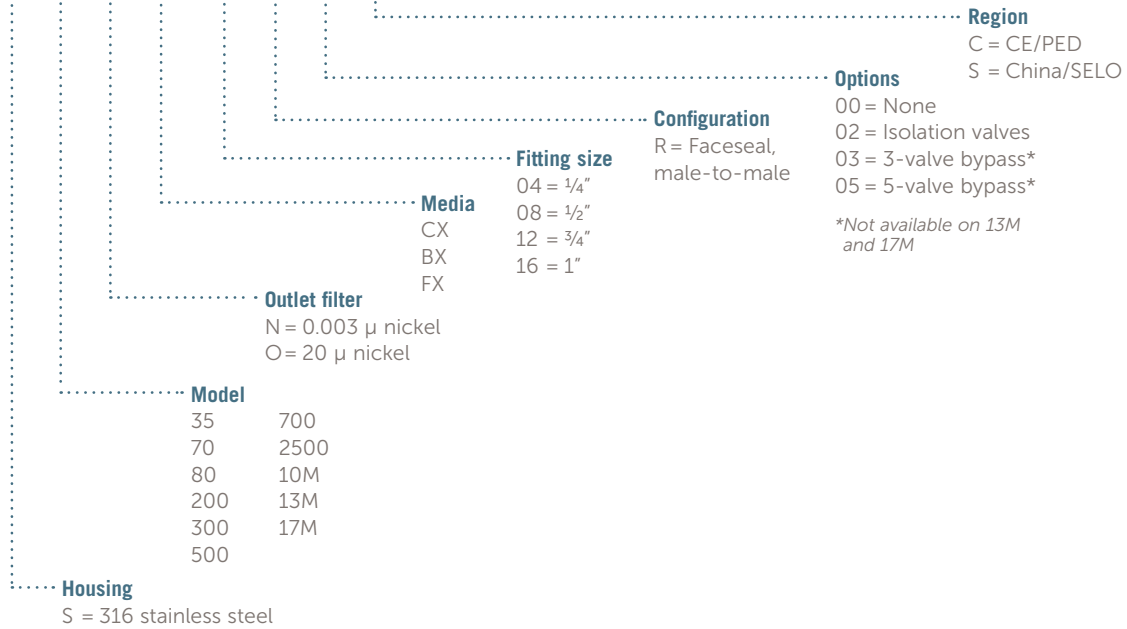 Region
C = CE/PED
S = China/SELO
Options
00 = None
02 = Isolation valves
03 = 3-valve bypass*
05 = 5-valve bypass*
*Not available on 13M
and 17M
Configuration
R = Faceseal,
male-to-male
Fitting size
04 = ¼"
08 = ½"
12 = ¾"
16 = 1"
Media
CX
BX
FX
Outlet filter
N = 0.003 µ nickel
O = 20 µ nickel
Model
35 700
70 2500
80 10M
200 13M
300 17M
500
Housing
S = 316 stainless steel